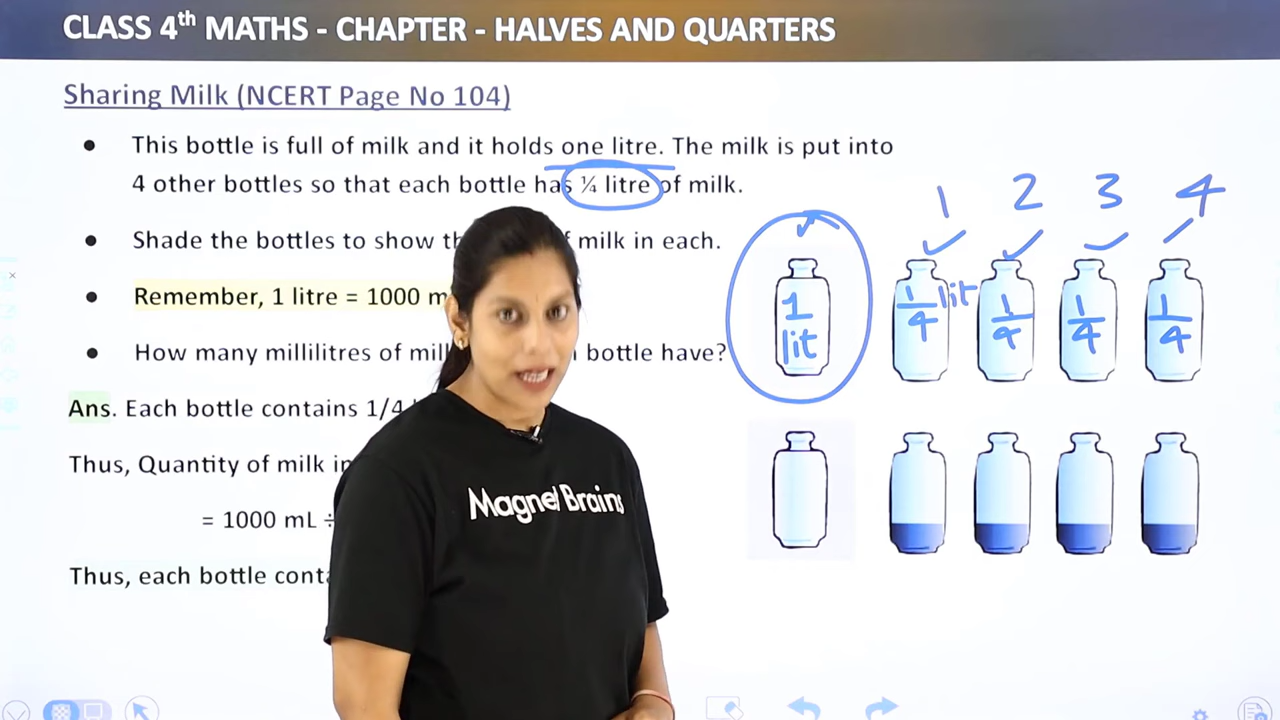 CLASS 4th MATHS - CHAPTER - HALVES AND QUARTERS
Sharing Milk (NCERT Page No 104)
This bottle is full of milk and it holds one litre. The milk is put into
4 other bottles so that each bottle has ¼ litre of milk.
Shade the bottles to show milk in each.
Remember, 1 litre = 1000
How many millilitres of bottle have?
Ans. Each bottle contains 1/4
Thus, Quantity of milk
= 1000 mL ÷
Thus, each bottle
1 2 3 4
1 lit
1/4 lit
1/4
1/4
1/4
Magnet Brains